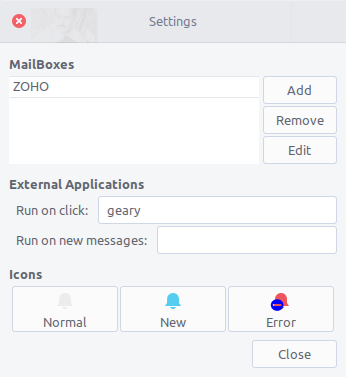 Settings
MailBoxes
ZOHO
Add
Remove
Edit
External Applications
Run on click: geary
Run on new messages:
Icons
Normal New Error
Close